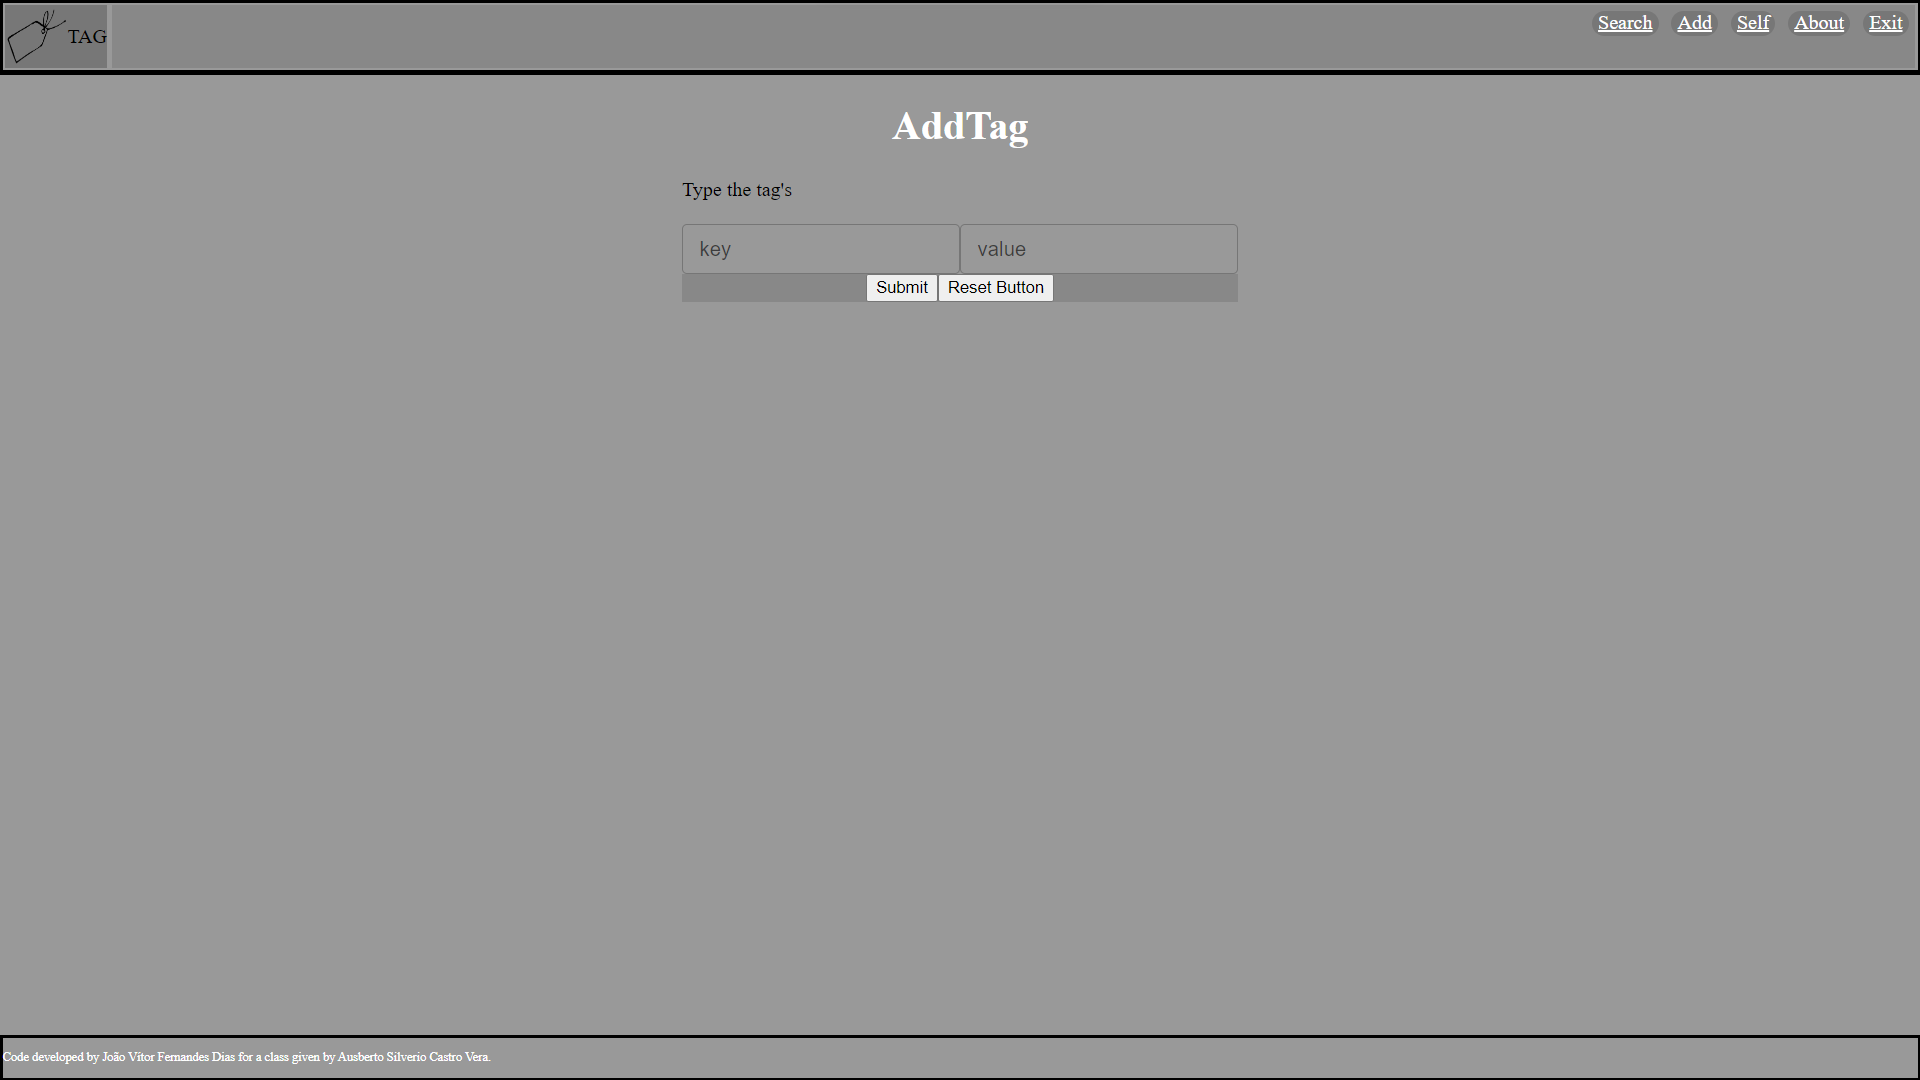 TAG
Search Add Self About Exit
AddTag
Type the tag's
key value
Submit Reset Button
Code developed by João Vítor Fernandes Dias for a class given by Ausberto Silverio Castro Vera.